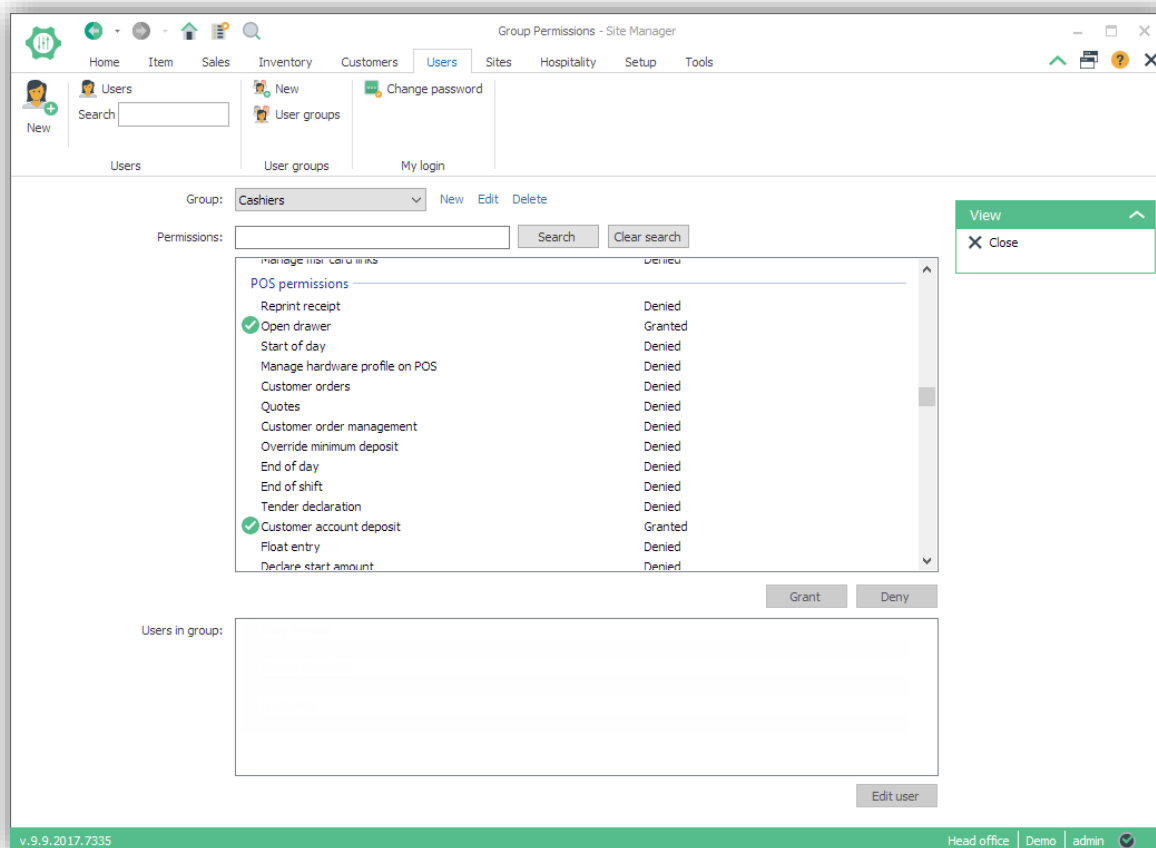 Group Permissions - Site Manager
Home Item Sales Inventory Customers Users Sites Hospitality Setup Tools
New
Users
Search
Users
New
User groups
User groups
Change password
My login
Group: Cashiers New Edit Delete
Permissions: Search Clear search
Manage msr card links Denied
POS permissions
Reprint receipt Denied
Open drawer Granted
Start of day Denied
Manage hardware profile on POS Denied
Customer orders Denied
Quotes Denied
Customer order management Denied
Override minimum deposit Denied
End of day Denied
End of shift Denied
Tender declaration Denied
Customer account deposit Granted
Float entry Denied
Declare start amount Denied
Grant Deny
Users in group:
Edit user
View
Close
v.9.9.2017.7335 Head office Demo admin